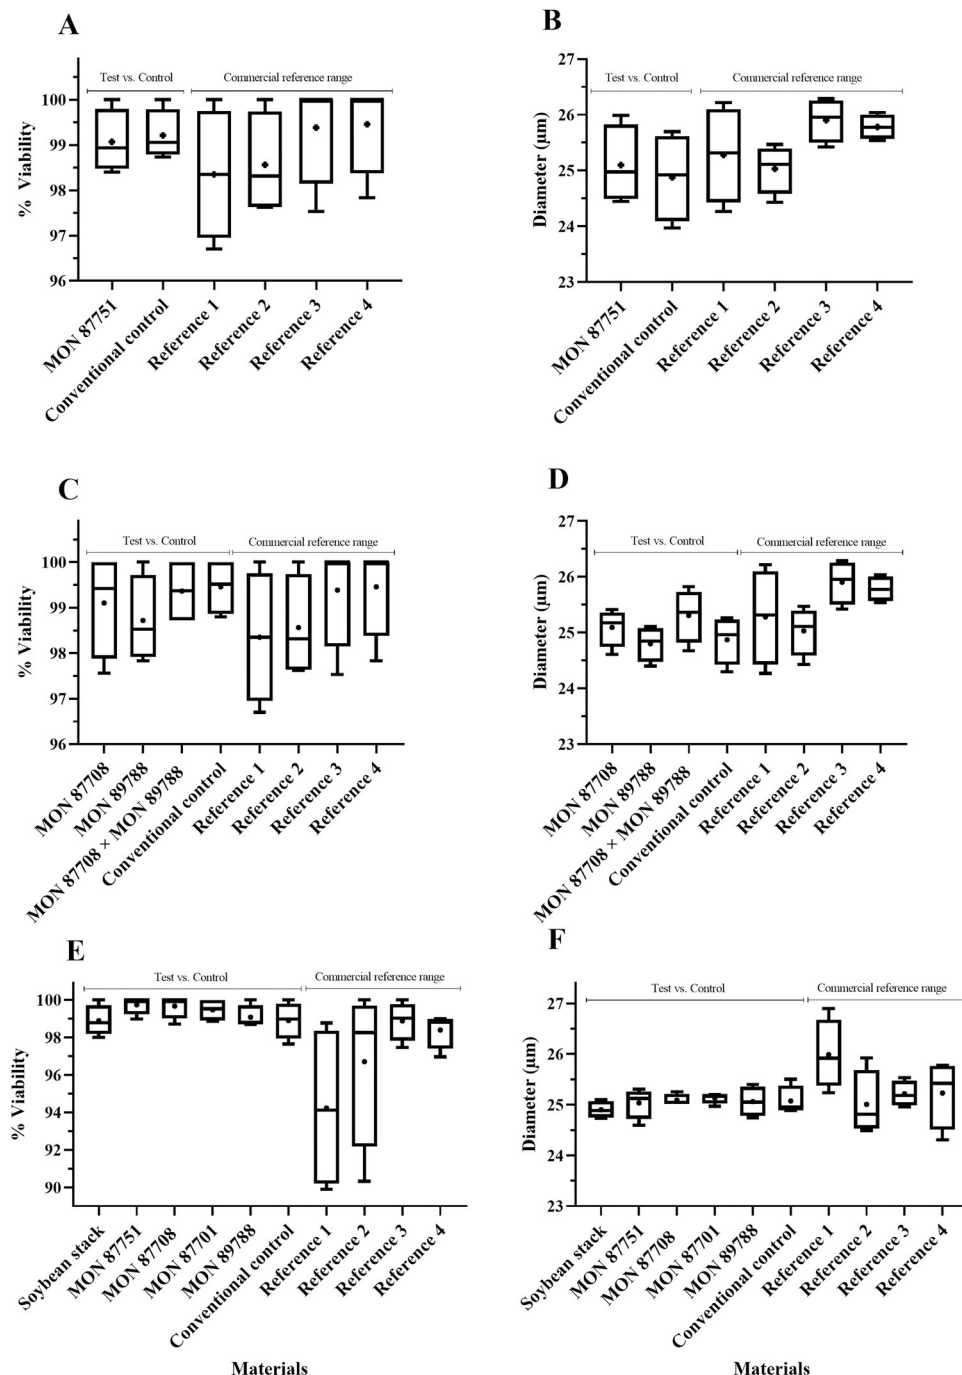 A
Test vs. Control
Commercial reference range
% Viability
100
99
98
97
96
MON 87751
Conventional control
Reference 1
Reference 2
Reference 3
Reference 4
B
Test vs. Control
Commercial reference range
Diameter (µm)
27
26
25
24
23
MON 87751
Conventional control
Reference 1
Reference 2
Reference 3
Reference 4
C
Test vs. Control
Commercial reference range
% Viability
100
99
98
97
96
MON 87708
MON 89788
MON 87708 × MON 89788
Conventional control
Reference 1
Reference 2
Reference 3
Reference 4
D
Test vs. Control
Commercial reference range
Diameter (µm)
27
26
25
24
23
MON 87708
MON 89788
MON 87708 × MON 89788
Conventional control
Reference 1
Reference 2
Reference 3
Reference 4
E
Test vs. Control
Commercial reference range
% Viability
100
98
96
94
92
90
Soybean stack
MON 87751
MON 87708
MON 87701
MON 89788
Conventional control
Reference 1
Reference 2
Reference 3
Reference 4
Materials
F
Test vs. Control
Commercial reference range
Diameter (µm)
27
26
25
24
23
Soybean stack
MON 87751
MON 87708
MON 87701
MON 89788
Conventional control
Reference 1
Reference 2
Reference 3
Reference 4
Materials